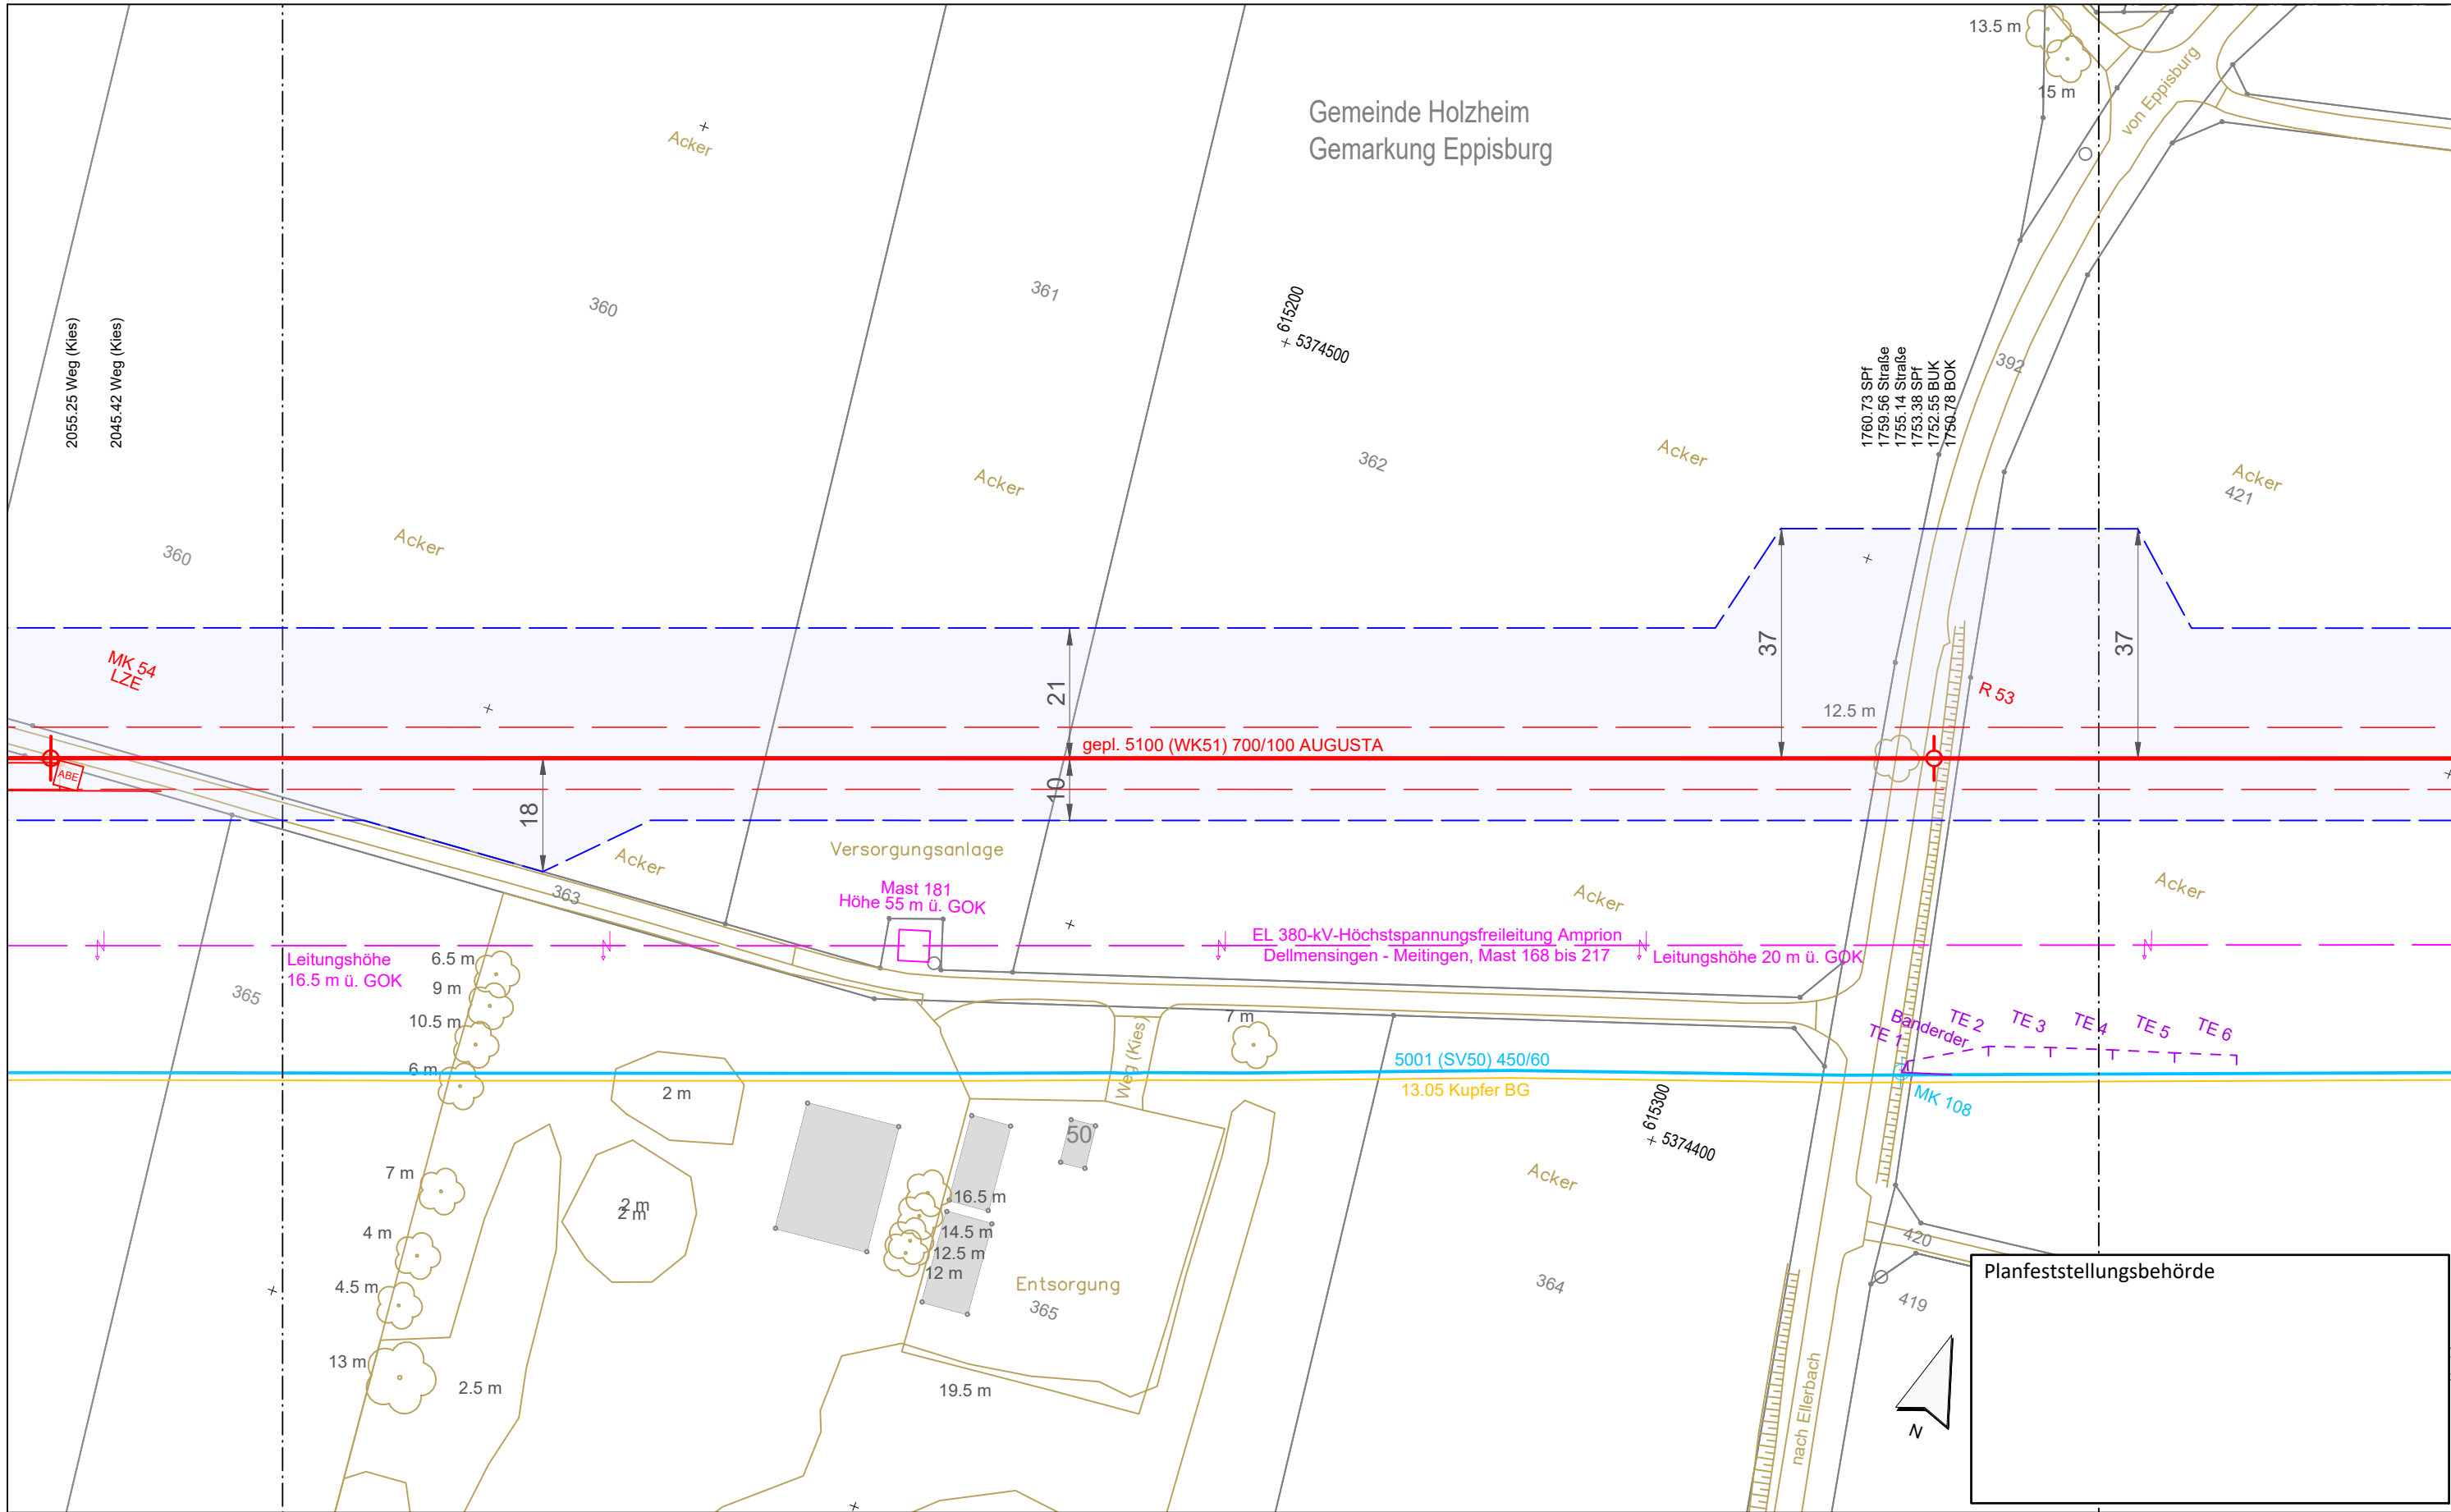 13.5 m
15 m
von Eppisburg
Gemeinde Holzheim
Gemarkung Eppisburg
Acker
360
361
615200
5374500
2055.25 Weg (Kies)
2045.42 Weg (Kies)
1760.73 SPf
1759.56 Straße
1755.14 Straße
1753.38 SPf
1752.55 BUK
1750.78 BOK
392
362
Acker
Acker
Acker
421
Acker
360
MK 54
LZE
ABE
21
37
37
R 53
12.5 m
gepl. 5100 (WK51) 700/100 AUGUSTA
10
18
Acker
363
Versorgungsanlage
Mast 181
Höhe 55 m ü. GOK
Acker
Acker
EL 380-kV-Höchstspannungsfreileitung Amprion
Dellmensingen - Meitingen, Mast 168 bis 217
Leitungshöhe 20 m ü. GOK
Leitungshöhe
16.5 m ü. GOK
365
6.5 m
9 m
10.5 m
6 m
7 m
Weg (Kies)
TE 1
Banderder
TE 2
TE 3
TE 4
TE 5
TE 6
5001 (SV50) 450/60
13.05 Kupfer BG
MK 108
2 m
50
615300
5374400
7 m
2 m
2 m
16.5 m
14.5 m
12.5 m
12 m
4 m
4.5 m
13 m
2.5 m
Entsorgung
365
19.5 m
Acker
364
420
419
nach Ellerbach
N
Planfeststellungsbehörde